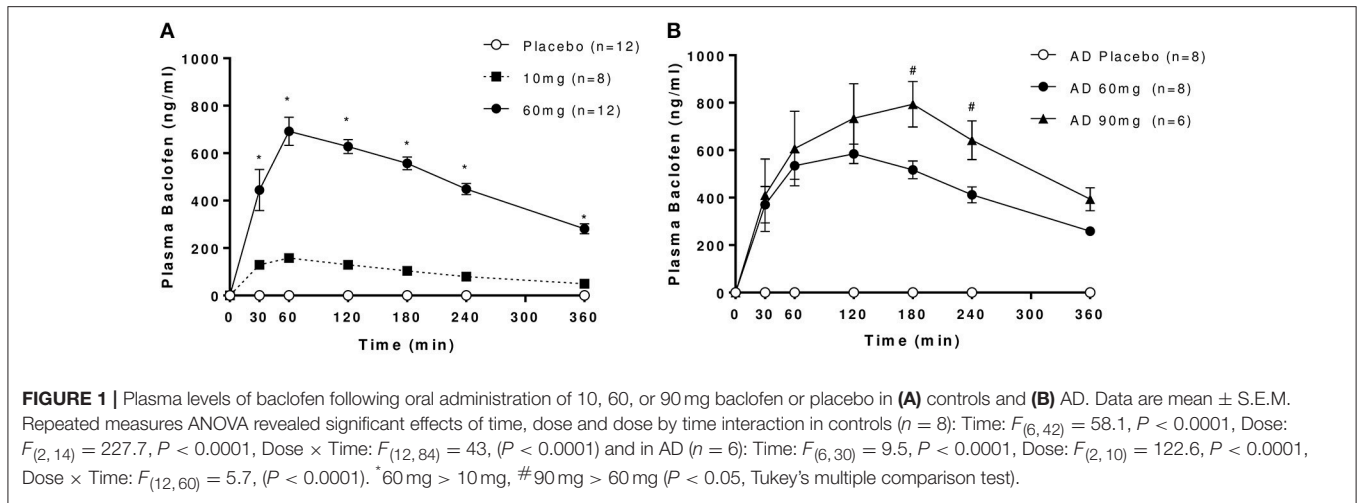 A
Placebo (n=12)
10mg (n=8)
60mg (n=12)
Plasma Baclofen (ng/ml)
1000
800
600
400
200
0
* * * * * *
0 30 60 120 180 240 300 360
Time (min)
B
AD Placebo (n=8)
AD 60mg (n=8)
AD 90mg (n=6)
Plasma Baclofen (ng/ml)
1000
800
600
400
200
0
# #
0 30 60 120 180 240 300 360
Time (min)
FIGURE 1 | Plasma levels of baclofen following oral administration of 10, 60, or 90 mg baclofen or placebo in (A) controls and (B) AD. Data are mean ± S.E.M.
Repeated measures ANOVA revealed significant effects of time, dose and dose by time interaction in controls (n = 8): Time: F(6, 42) = 58.1, P < 0.0001, Dose:
F(2, 14) = 227.7, P < 0.0001, Dose × Time: F(12, 84) = 43, (P < 0.0001) and in AD (n = 6): Time: F(6, 30) = 9.5, P < 0.0001, Dose: F(2, 10) = 122.6, P < 0.0001,
Dose × Time: F(12, 60) = 5.7, (P < 0.0001). *60 mg > 10 mg, #90 mg > 60 mg (P < 0.05, Tukey's multiple comparison test).